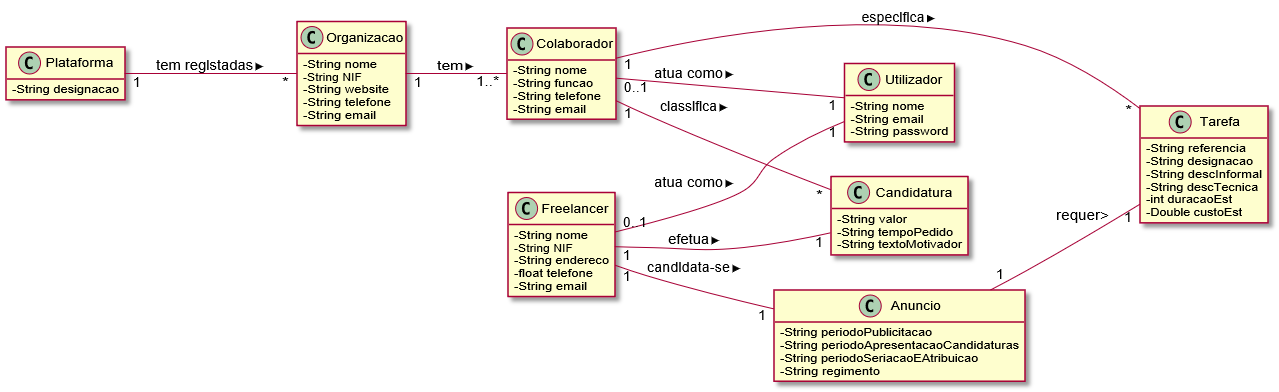 C Plataforma
-String designacao
1
tem registadas
*
C Organizacao
-String nome
-String NIF
-String website
-String telefone
-String email
1
tem
1..*
C Colaborador
-String nome
-String funcao
-String telefone
-String email
1
especifica
*
0..1
atua como
1
1
classifica
*
C Utilizador
-String nome
-String email
-String password
1
C Freelancer
-String nome
-String NIF
-String endereco
-float telefone
-String email
0..1
atua como
1
efetua
1
1
candidata-se
1
C Candidatura
-String valor
-String tempoPedido
-String textoMotivador
C Anuncio
-String periodoPublicitacao
-String periodoApresentacaoCandidaturas
-String periodoSeriacaoEAtribuicao
-String regimento
1
requer>
1
C Tarefa
-String referencia
-String designacao
-String descInformal
-String descTecnica
-int duracaoEst
-Double custoEst